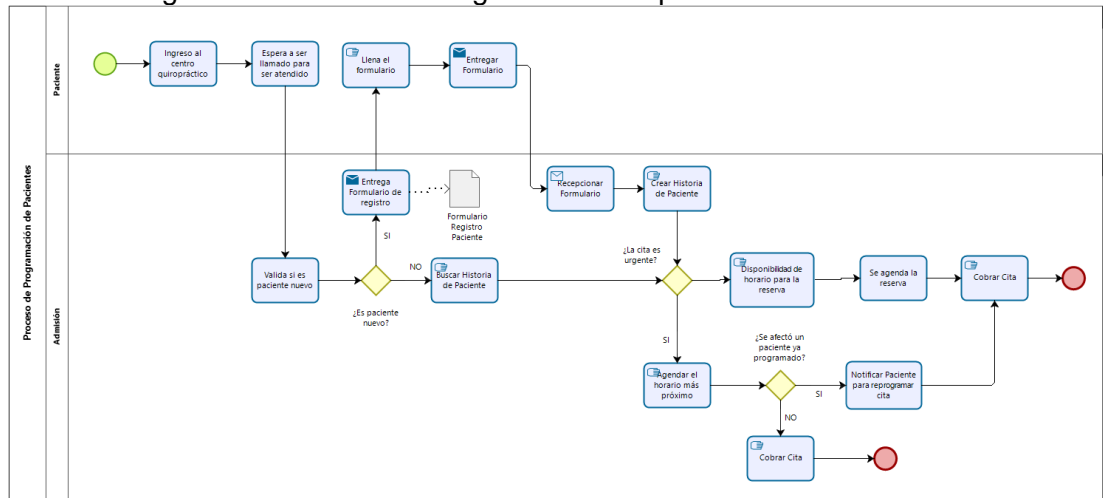 Proceso de Programación de Pacientes
Paciente
Ingreso al
centro
quiropráctico
Espera a ser
llamado para
ser atendido
Llena el
formulario
Entregar
Formulario
Admisión
Entrega
Formulario de
registro
Formulario
Registro
Paciente
Recepcionar
Formulario
Crear Historia
de Paciente
SI
¿La cita es
urgente?
Valida si es
paciente nuevo
NO
Buscar Historia
de Paciente
¿Es paciente
nuevo?
Disponibilidad de
horario para la
reserva
Se agenda la
reserva
Cobrar Cita
SI
¿Se afectó un
paciente ya
programado?
Agendar el
horario más
próximo
SI
Notificar Paciente
para reprogramar
cita
NO
Cobrar Cita